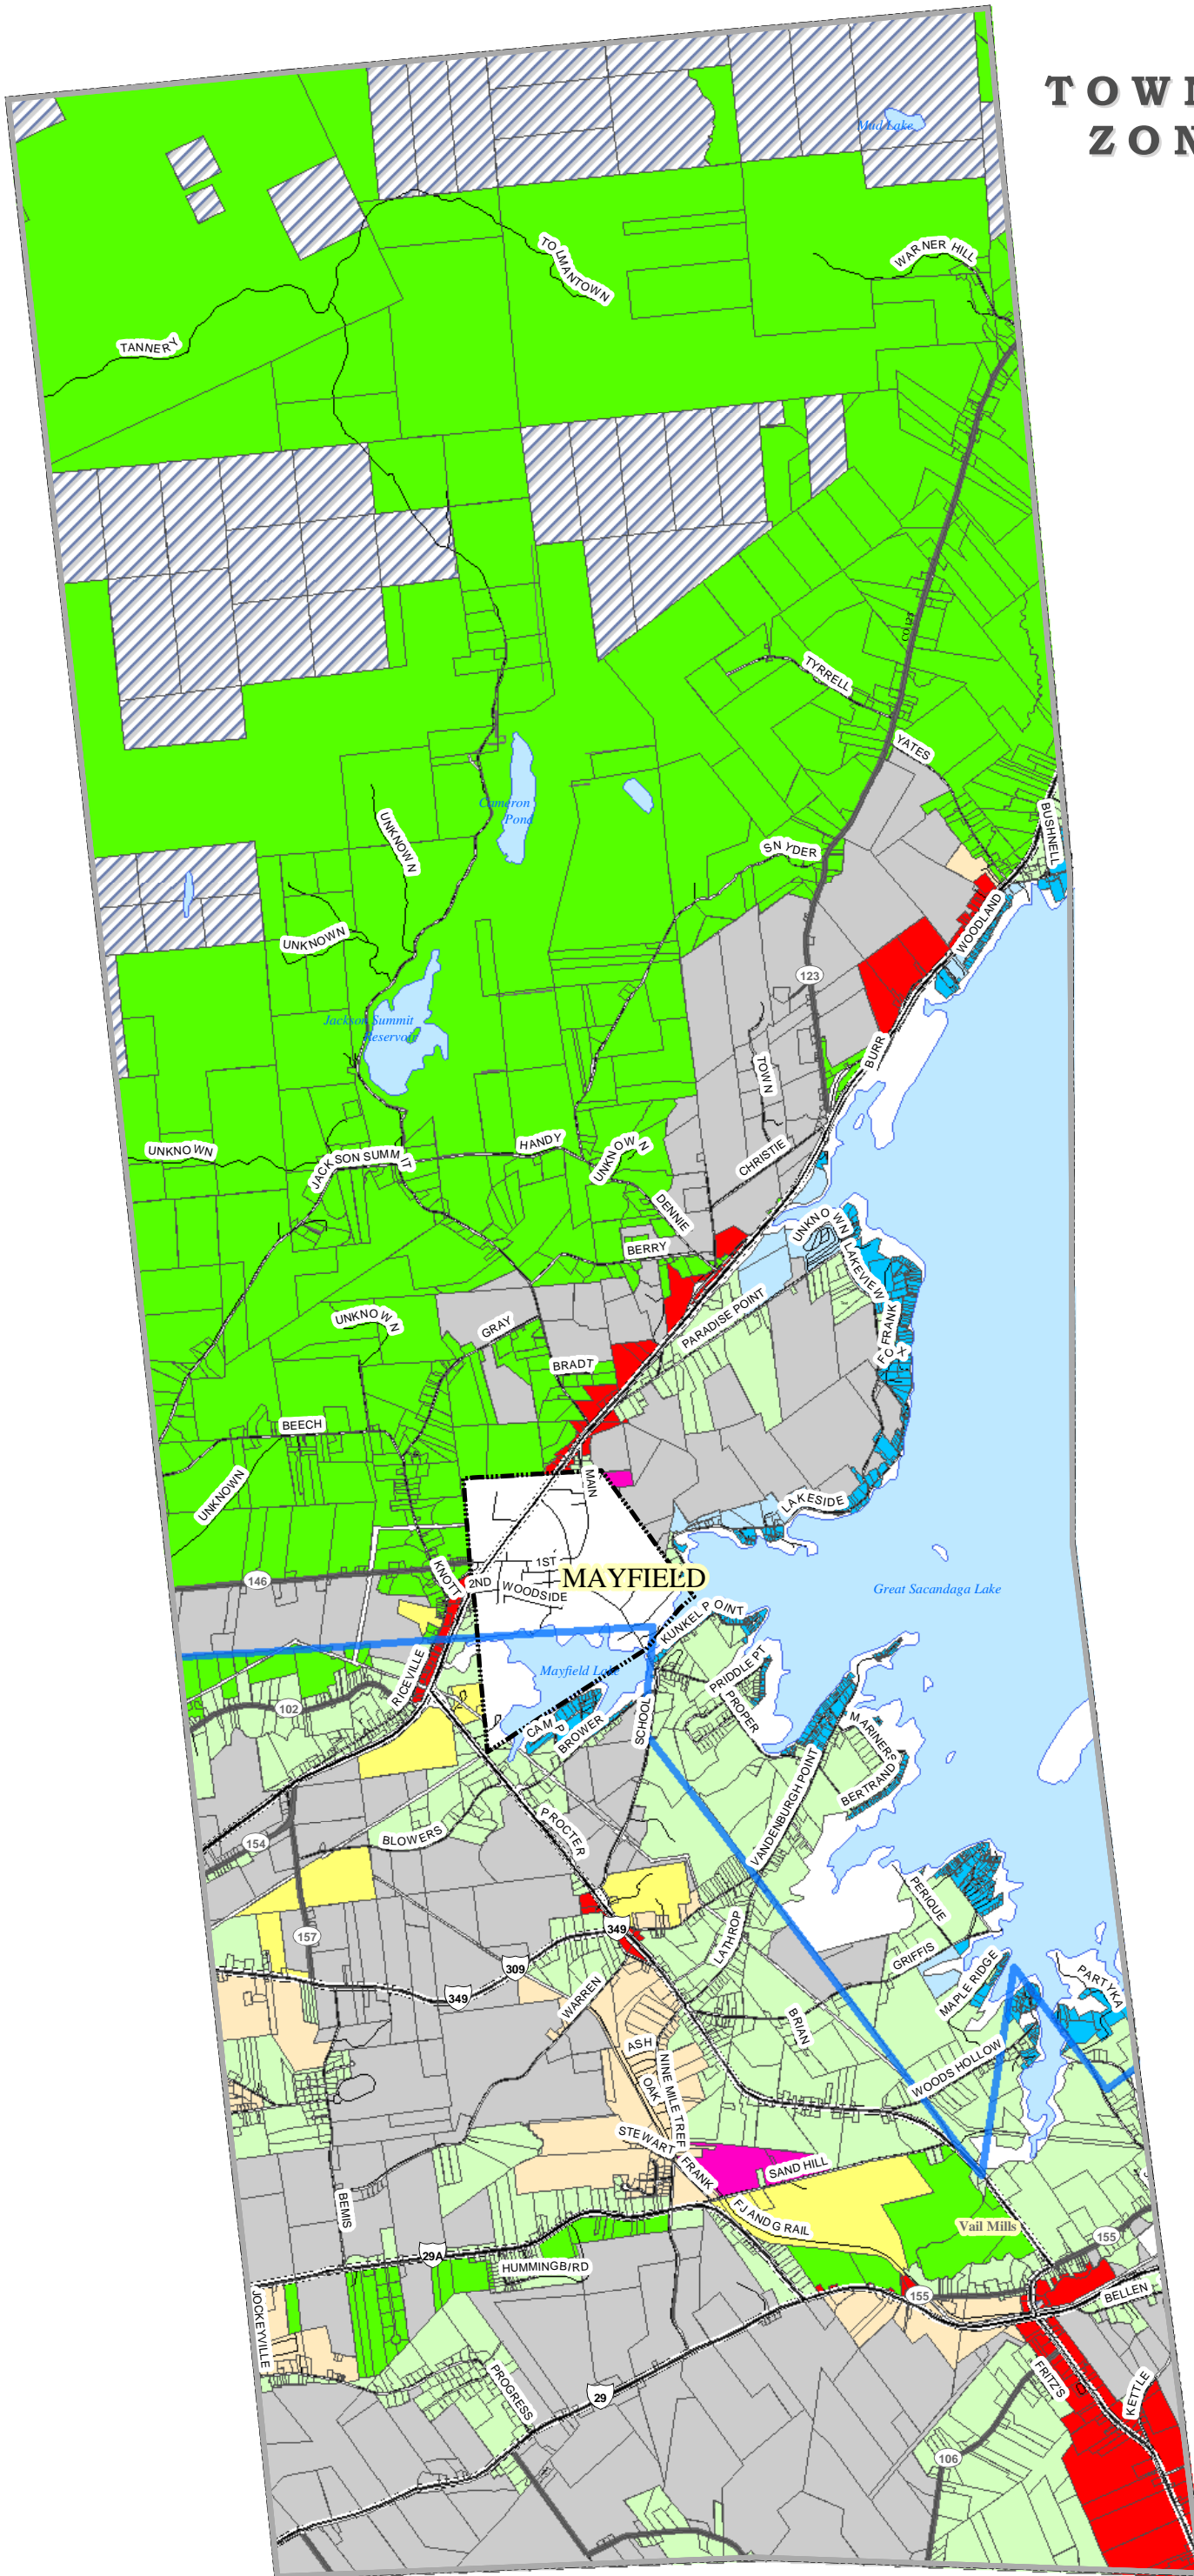 TOW
ZON
Mud Lake
WARNER HILL
TOLMANTOWN
TANNERY
TYRRELL
YATES
BUSHNELL
Cameron
Pond
UNKNOWN
SNYDER
UNKNOWN
WOODLAND
123
Jackson Summit
Reservoir
BURR
TOWN
UNKNOWN
HANDY
UNKNOWN
JACKSON SUMMIT
CHRISTIE
DENNIE
UNKNOWN
BERRY
LAKEVIEW
UNKNOWN
GRAY
PARADISE POINT
FRANK
FOX
BRADT
BEECH
UNKNOWN
MAIN
LAKESIDE
1ST
MAYFIELD
146
KNOTT
2ND
WOODSIDE
Great Sacandaga Lake
KUNKEL POINT
RICEVILLE
Mayfield Lake
PRIDDLE PT
102
PROPER
CAMP
BROWER
SCHOOL
MARINERS
BERTRAND
VANDENBURGH POINT
PROCTER
BLOWERS
154
PERIQUE
157
349
LATHROP
GRIFFIS
309
349
WARREN
MAPLE RIDGE
PARTYKA
BRIAN
ASH
OAK
NINE MILE TREE
WOODS HOLLOW
STEWART
FRANK
SAND HILL
BEMIS
FJANDG RAIL
Vail Mills
155
29A
HUMMINGBIRD
155
BELLEN
JOCKEYVILLE
PROGRESS
29
FRITZS
KETTLE
106